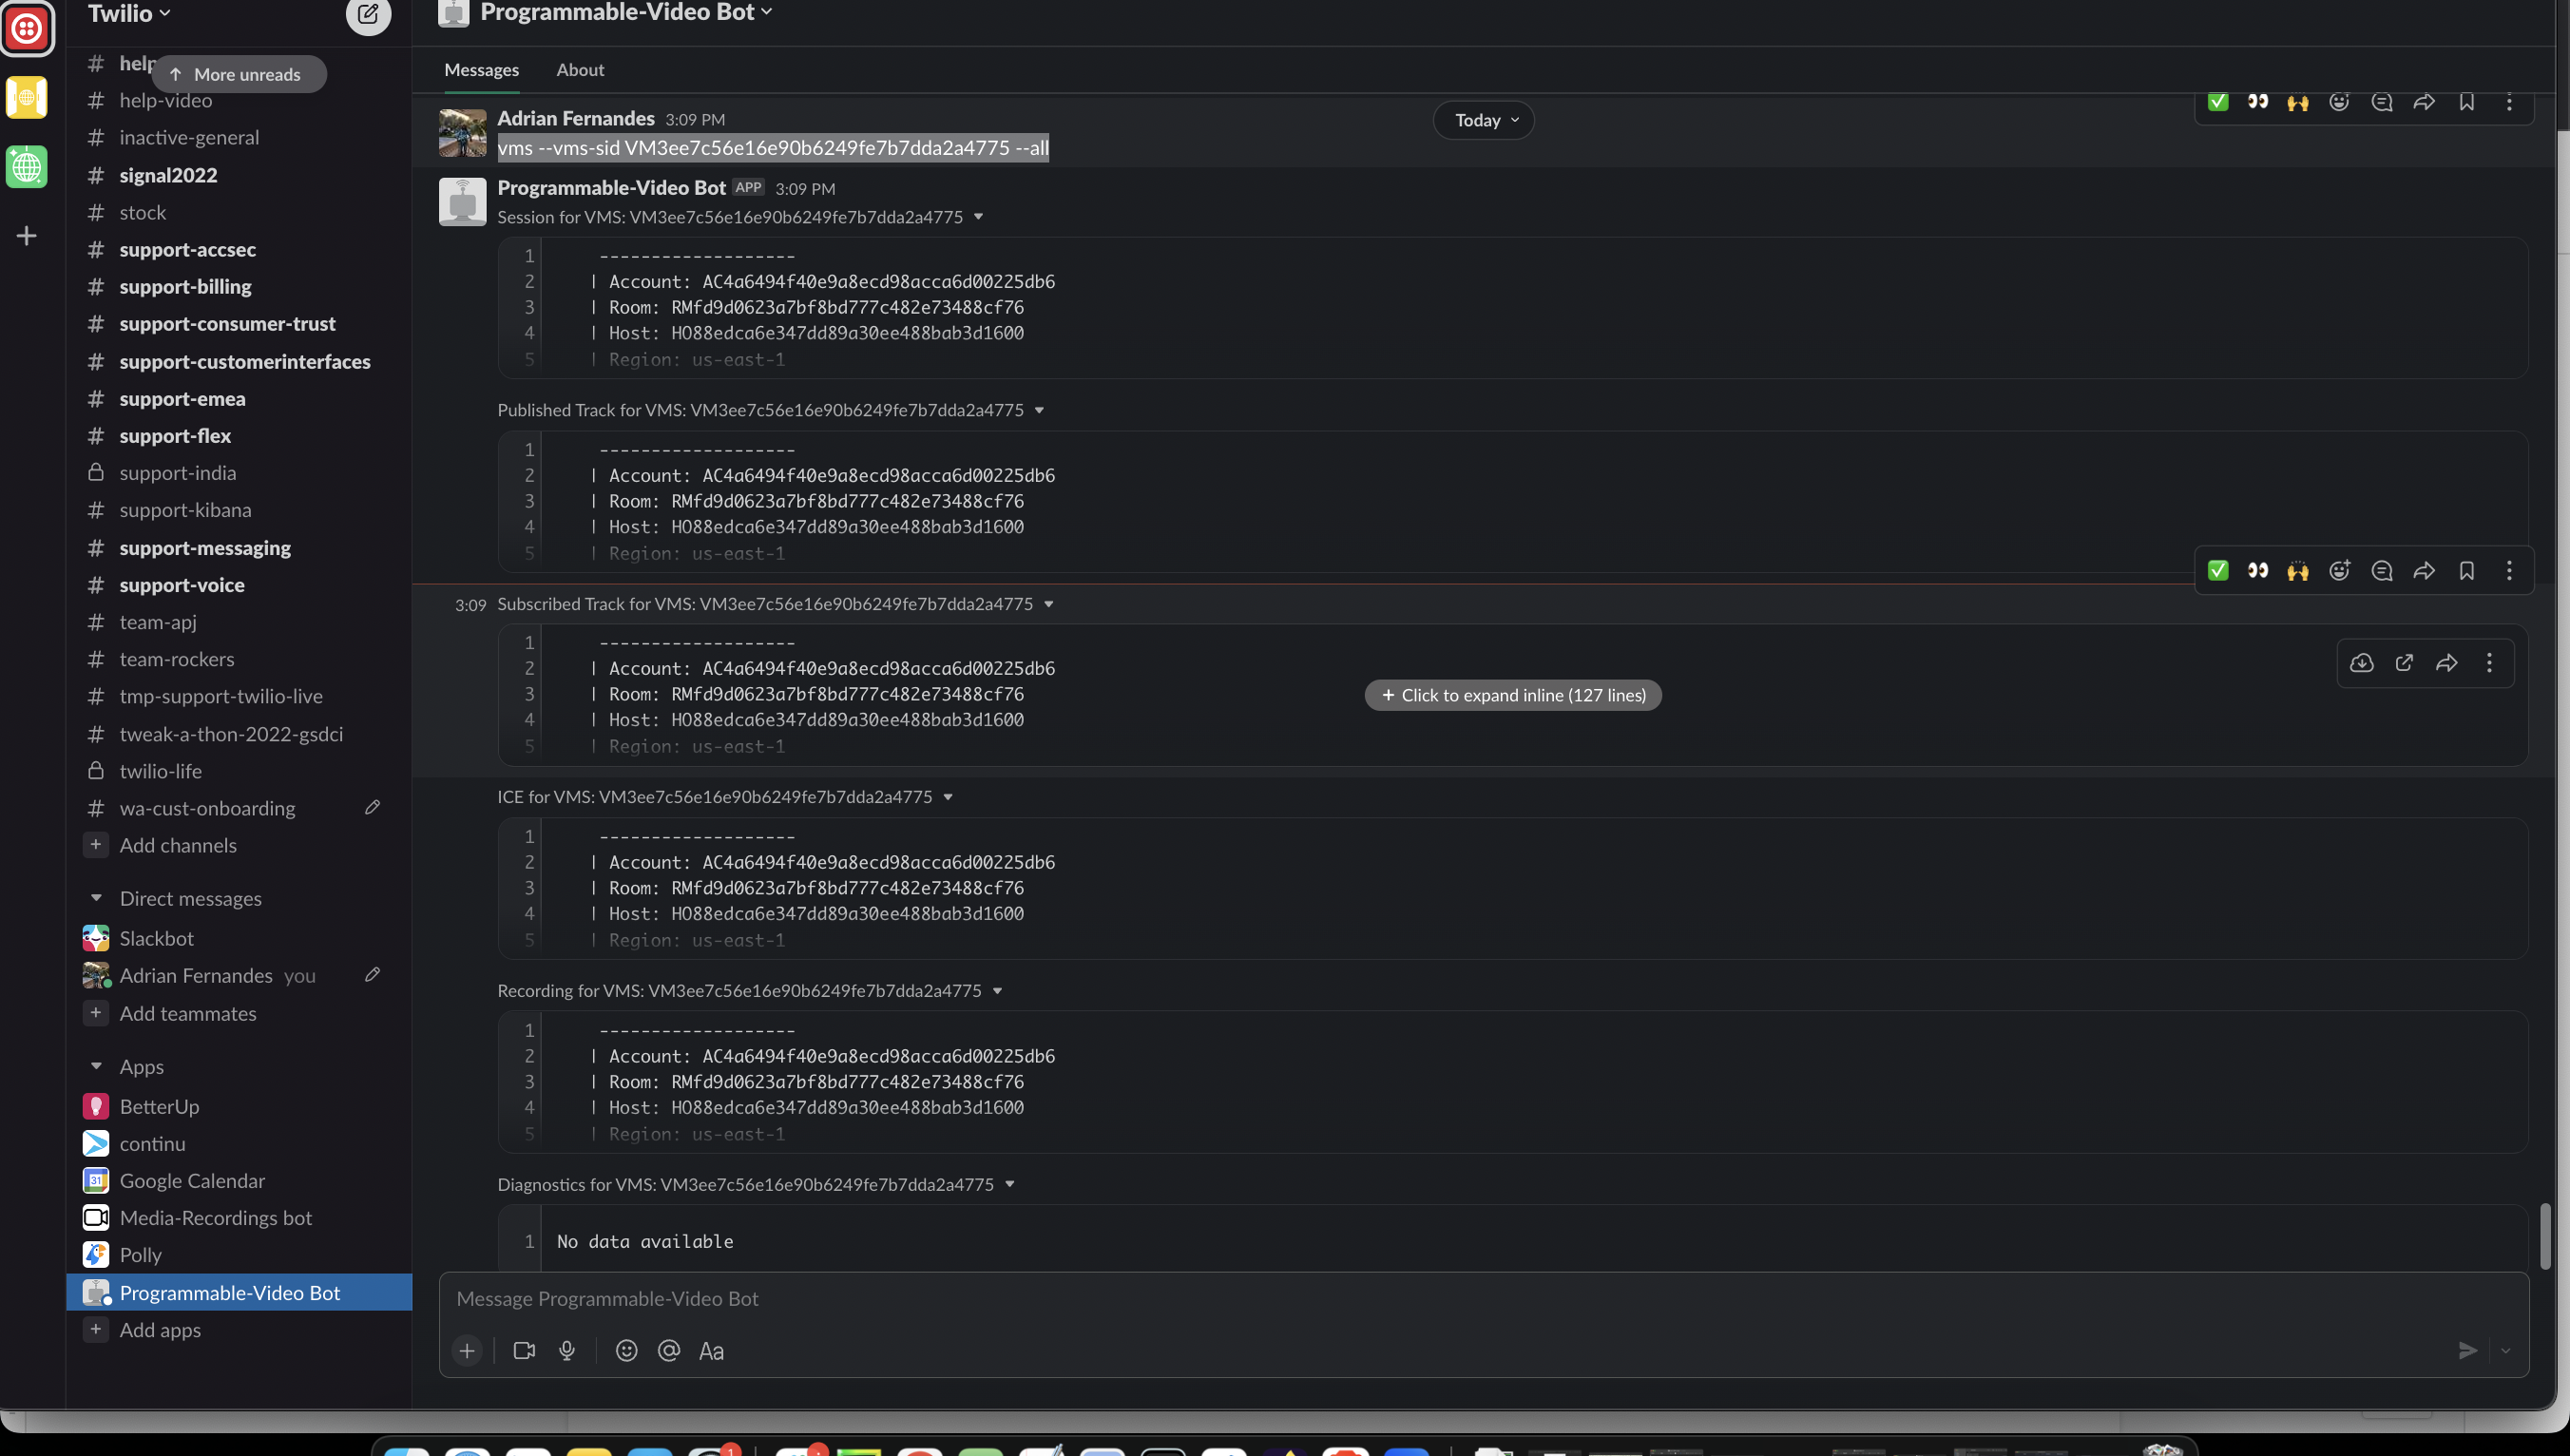 Twilio
help
More unreads
# help-video
# inactive-general
# signal2022
# stock
# support-accsec
# support-billing
# support-consumer-trust
# support-customerinterfaces
# support-emea
# support-flex
support-india
# support-kibana
# support-messaging
# support-voice
# team-apj
# team-rockers
# tmp-support-twilio-live
# tweak-a-thon-2022-gsdci
twilio-life
# wa-cust-onboarding
+ Add channels
Direct messages
Slackbot
Adrian Fernandes you
+ Add teammates
Apps
BetterUp
continu
31 Google Calendar
Media-Recordings bot
Polly
Programmable-Video Bot
+ Add apps
Programmable-Video Bot
Messages About
Adrian Fernandes 3:09 PM
Today
vms --vms-sid VM3ee7c56e16e90b6249fe7b7dda2a4775 --all
Programmable-Video Bot APP 3:09 PM
Session for VMS: VM3ee7c56e16e90b6249fe7b7dda2a4775
1 -------------------
2 | Account: AC4a6494f40e9a8ecd98acca6d00225db6
3 | Room: RMfd9d0623a7bf8bd777c482e73488cf76
4 | Host: HO88edca6e347dd89a30ee488bab3d1600
5 | Region: us-east-1
Published Track for VMS: VM3ee7c56e16e90b6249fe7b7dda2a4775
1 -------------------
2 | Account: AC4a6494f40e9a8ecd98acca6d00225db6
3 | Room: RMfd9d0623a7bf8bd777c482e73488cf76
4 | Host: HO88edca6e347dd89a30ee488bab3d1600
5 | Region: us-east-1
3:09 Subscribed Track for VMS: VM3ee7c56e16e90b6249fe7b7dda2a4775
1 -------------------
2 | Account: AC4a6494f40e9a8ecd98acca6d00225db6
3 | Room: RMfd9d0623a7bf8bd777c482e73488cf76
+ Click to expand inline (127 lines)
4 | Host: HO88edca6e347dd89a30ee488bab3d1600
5 | Region: us-east-1
ICE for VMS: VM3ee7c56e16e90b6249fe7b7dda2a4775
1 -------------------
2 | Account: AC4a6494f40e9a8ecd98acca6d00225db6
3 | Room: RMfd9d0623a7bf8bd777c482e73488cf76
4 | Host: HO88edca6e347dd89a30ee488bab3d1600
5 | Region: us-east-1
Recording for VMS: VM3ee7c56e16e90b6249fe7b7dda2a4775
1 -------------------
2 | Account: AC4a6494f40e9a8ecd98acca6d00225db6
3 | Room: RMfd9d0623a7bf8bd777c482e73488cf76
4 | Host: HO88edca6e347dd89a30ee488bab3d1600
5 | Region: us-east-1
Diagnostics for VMS: VM3ee7c56e16e90b6249fe7b7dda2a4775
1 No data available
Message Programmable-Video Bot
Aa
1